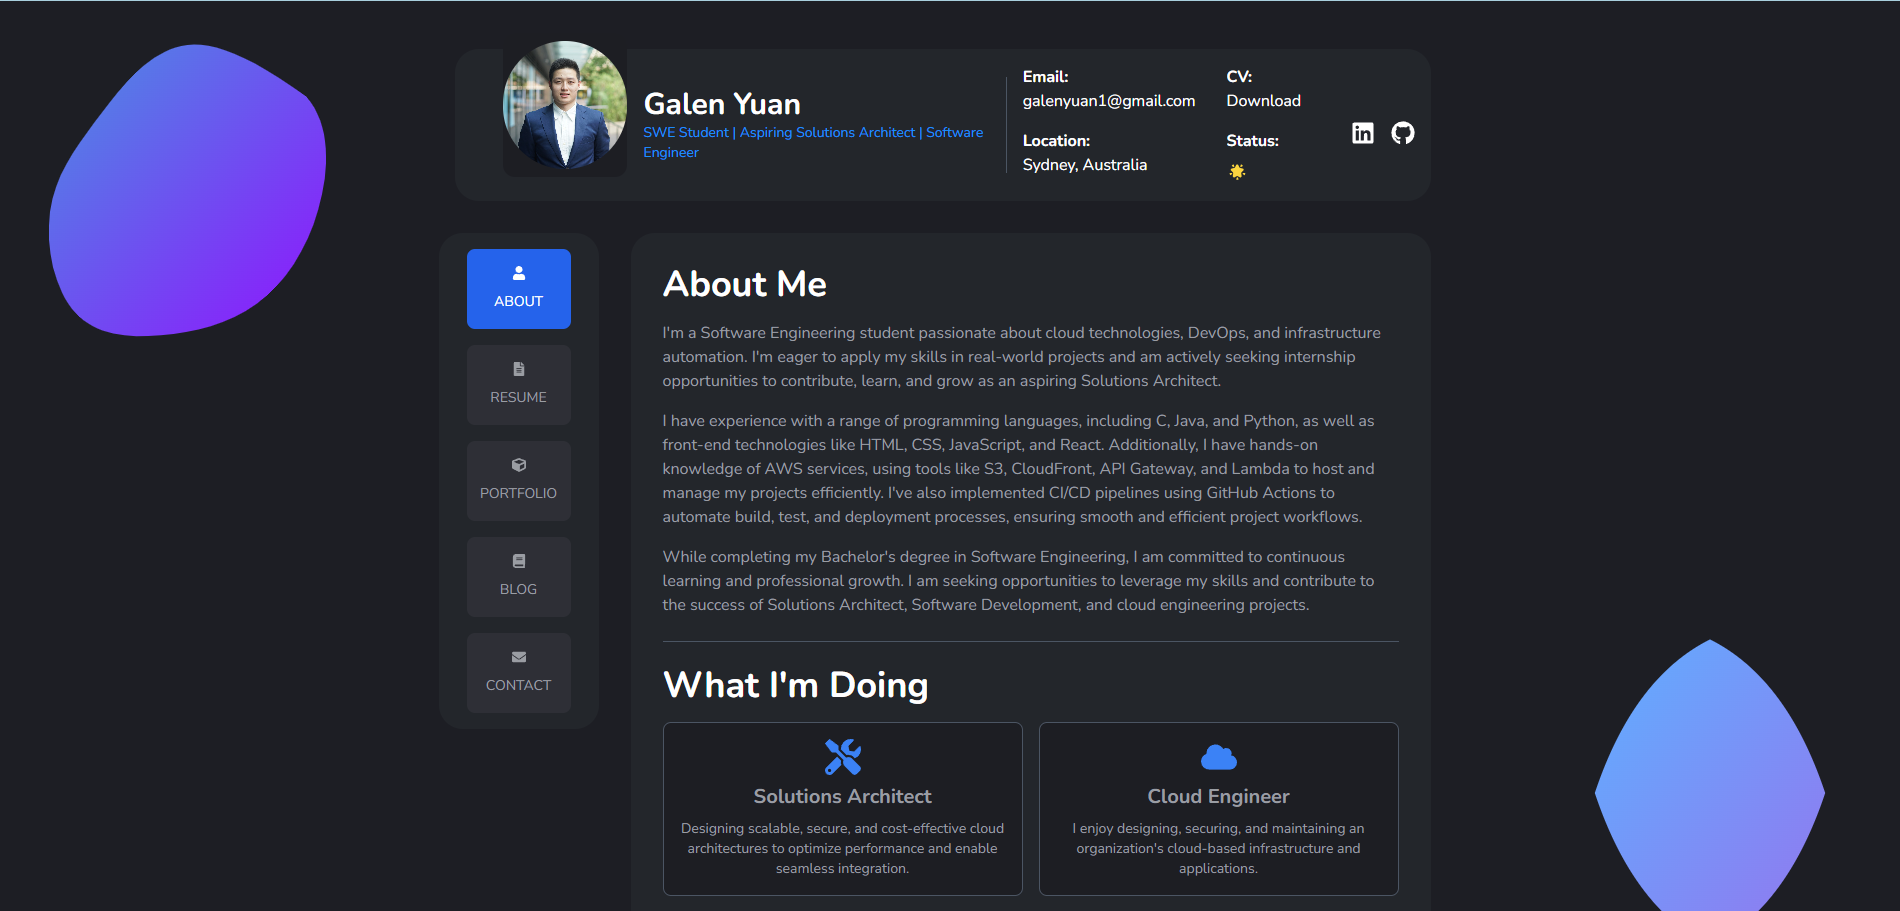 Galen Yuan
SWE Student | Aspiring Solutions Architect | Software
Engineer
Email:
galenyuan1@gmail.com
Location:
Sydney, Australia
CV:
Download
Status:
ABOUT
RESUME
PORTFOLIO
BLOG
CONTACT
About Me
I'm a Software Engineering student passionate about cloud technologies, DevOps, and infrastructure
automation. I'm eager to apply my skills in real-world projects and am actively seeking internship
opportunities to contribute, learn, and grow as an aspiring Solutions Architect.
I have experience with a range of programming languages, including C, Java, and Python, as well as
front-end technologies like HTML, CSS, JavaScript, and React. Additionally, I have hands-on
knowledge of AWS services, using tools like S3, CloudFront, API Gateway, and Lambda to host and
manage my projects efficiently. I've also implemented CI/CD pipelines using GitHub Actions to
automate build, test, and deployment processes, ensuring smooth and efficient project workflows.
While completing my Bachelor's degree in Software Engineering, I am committed to continuous
learning and professional growth. I am seeking opportunities to leverage my skills and contribute to
the success of Solutions Architect, Software Development, and cloud engineering projects.
What I'm Doing
Solutions Architect
Designing scalable, secure, and cost-effective cloud
architectures to optimize performance and enable
seamless integration.
Cloud Engineer
I enjoy designing, securing, and maintaining an
organization's cloud-based infrastructure and
applications.